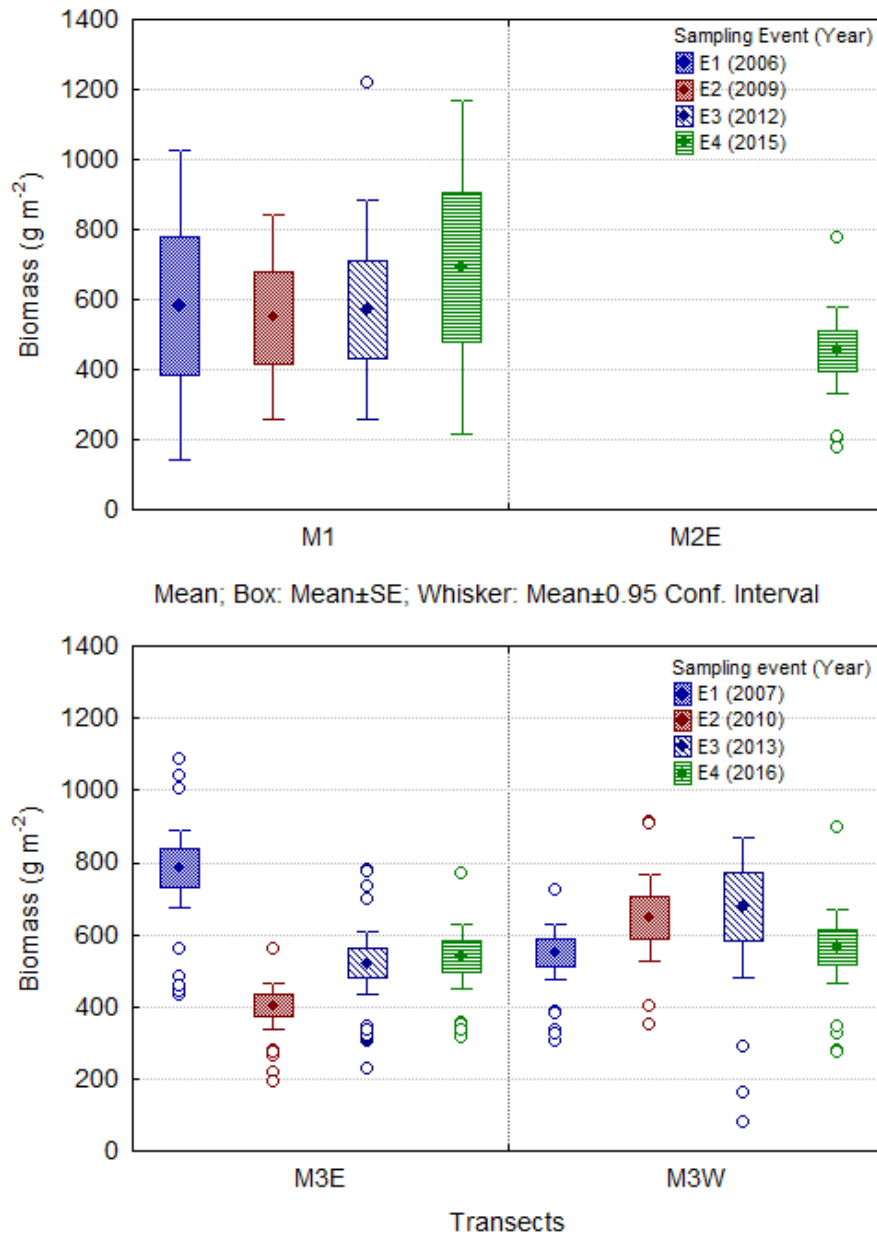 1400
1200
1000
800
600
400
200
0
Biomass (g m-2)
Sampling Event (Year)
E1 (2006)
E2 (2009)
E3 (2012)
E4 (2015)
M1 M2E
Mean; Box: Mean±SE; Whisker: Mean±0.95 Conf. Interval
1400
1200
1000
800
600
400
200
0
Biomass (g m-2)
Sampling event (Year)
E1 (2007)
E2 (2010)
E3 (2013)
E4 (2016)
M3E M3W
Transects